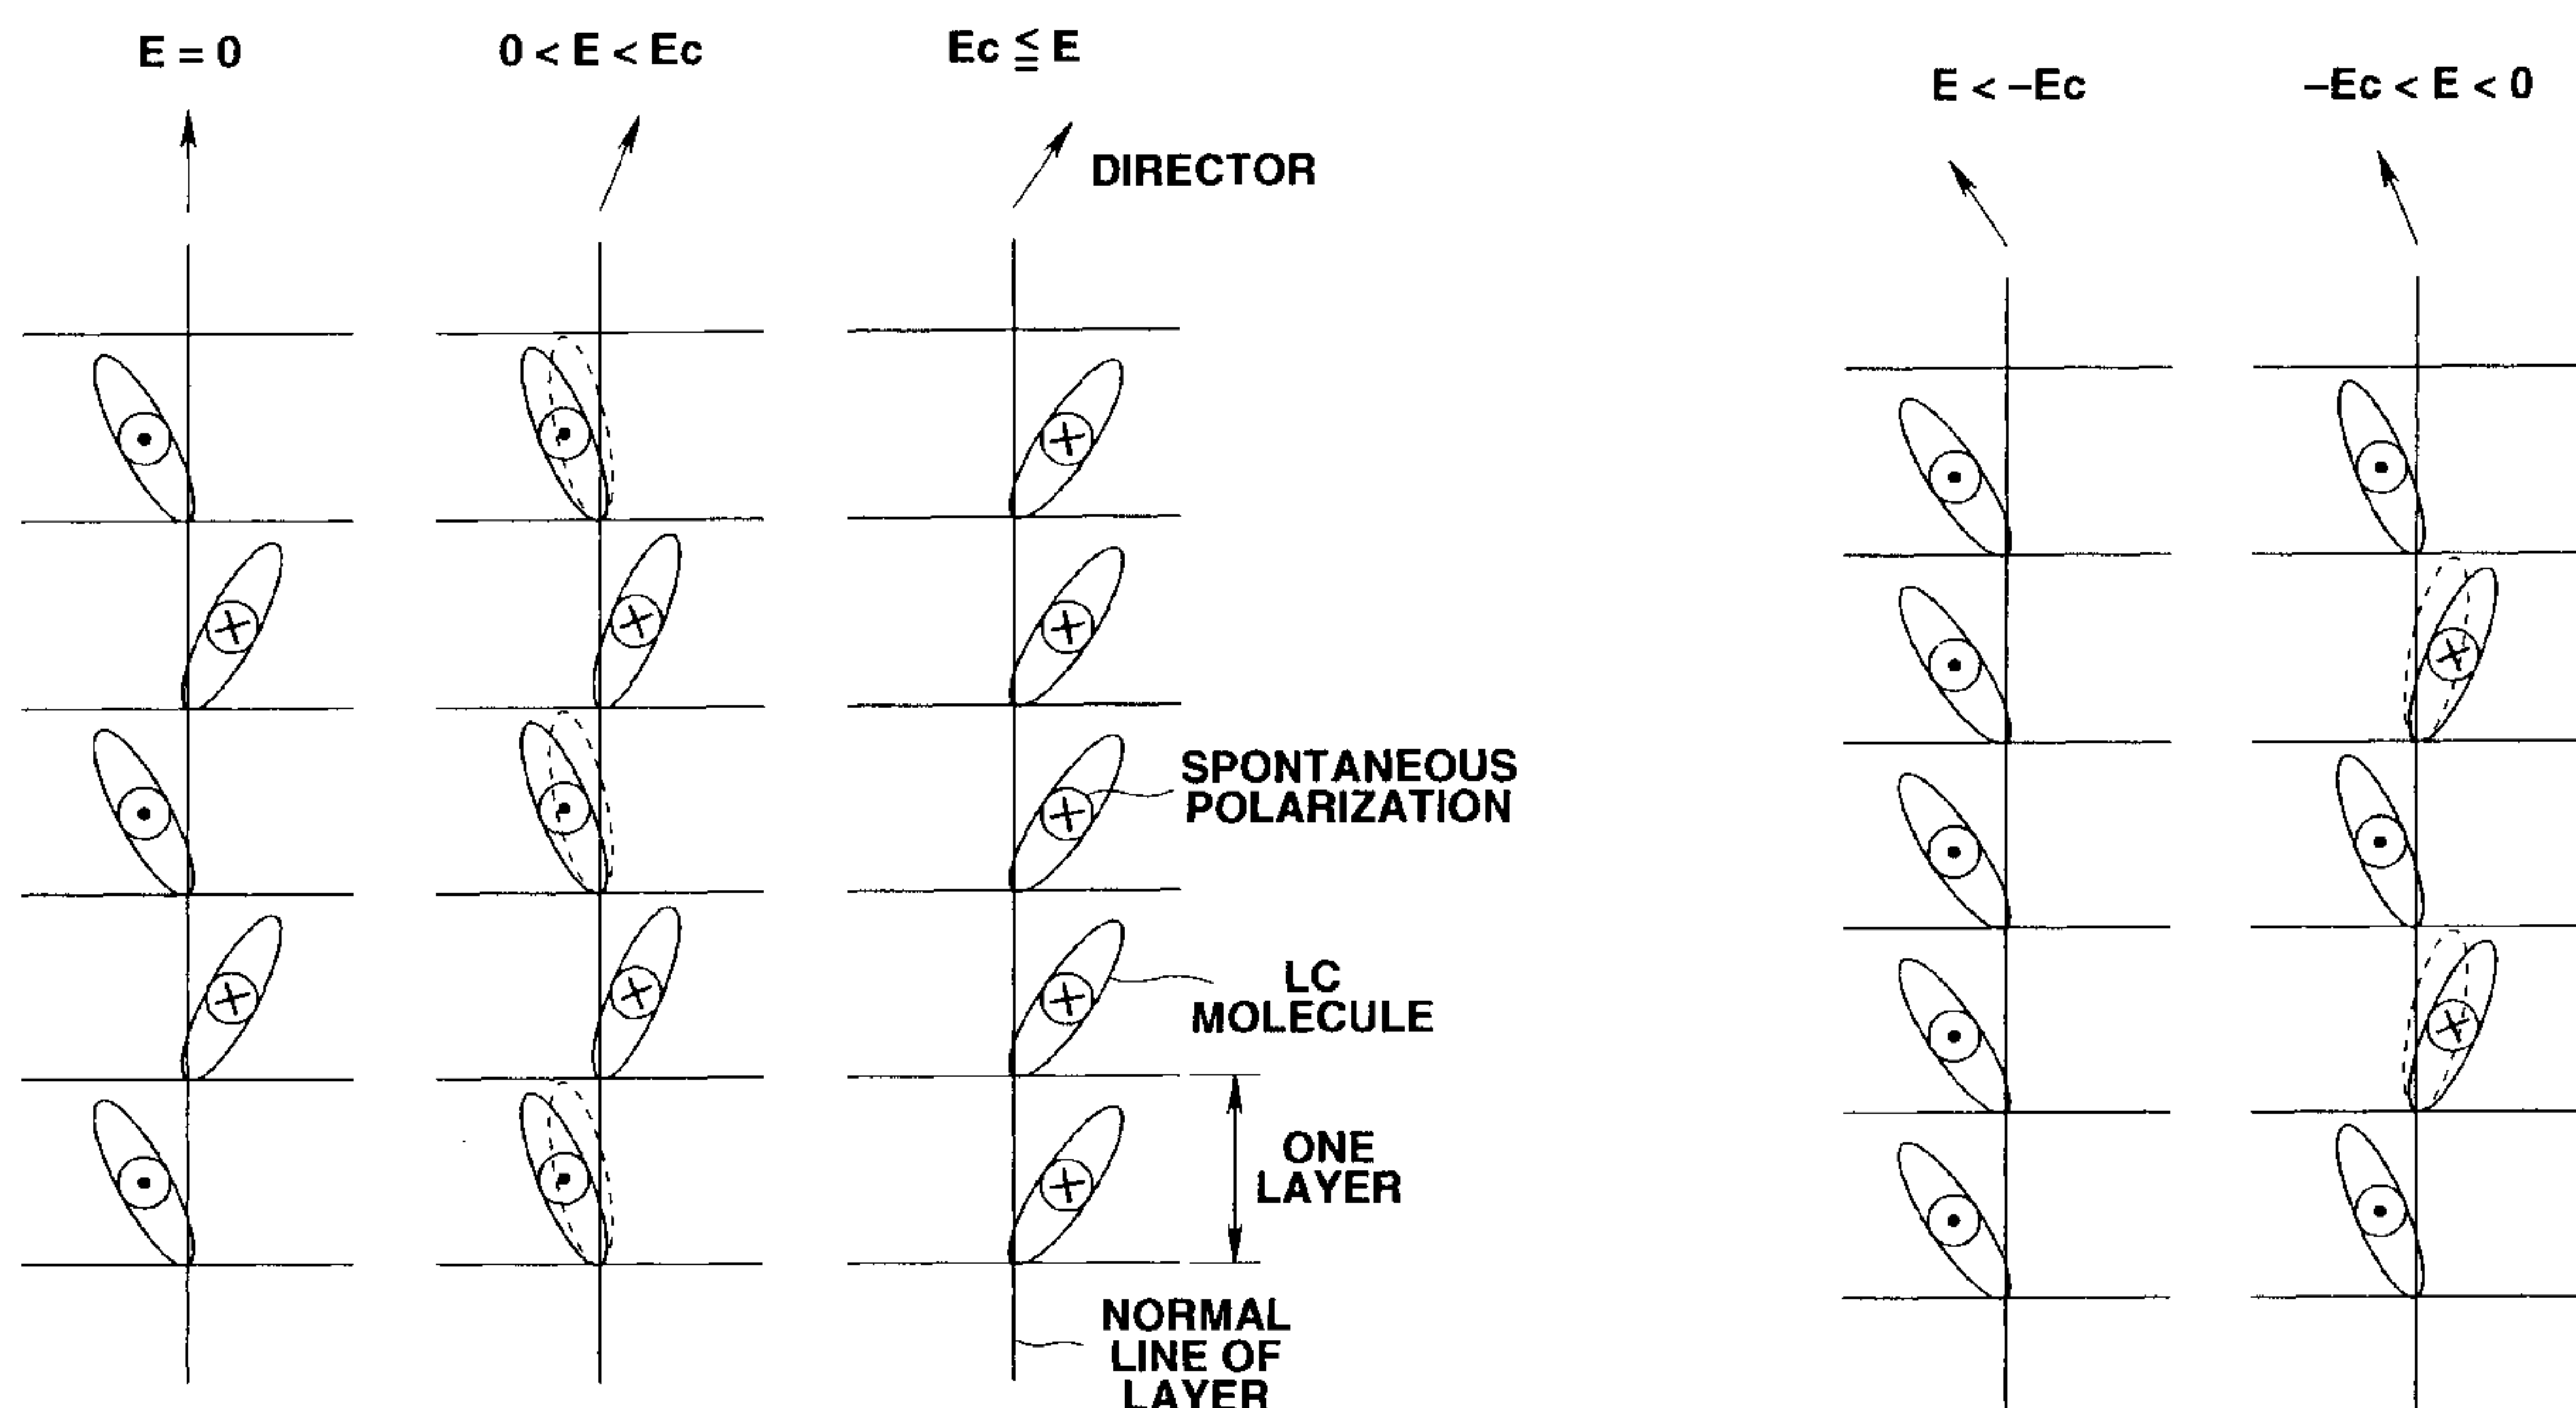 E = 0
0 < E < Ec
Ec ≦ E
E < –Ec
–Ec < E < 0
DIRECTOR
SPONTANEOUS
POLARIZATION
LC
MOLECULE
ONE
LAYER
NORMAL
LINE OF
LAYER